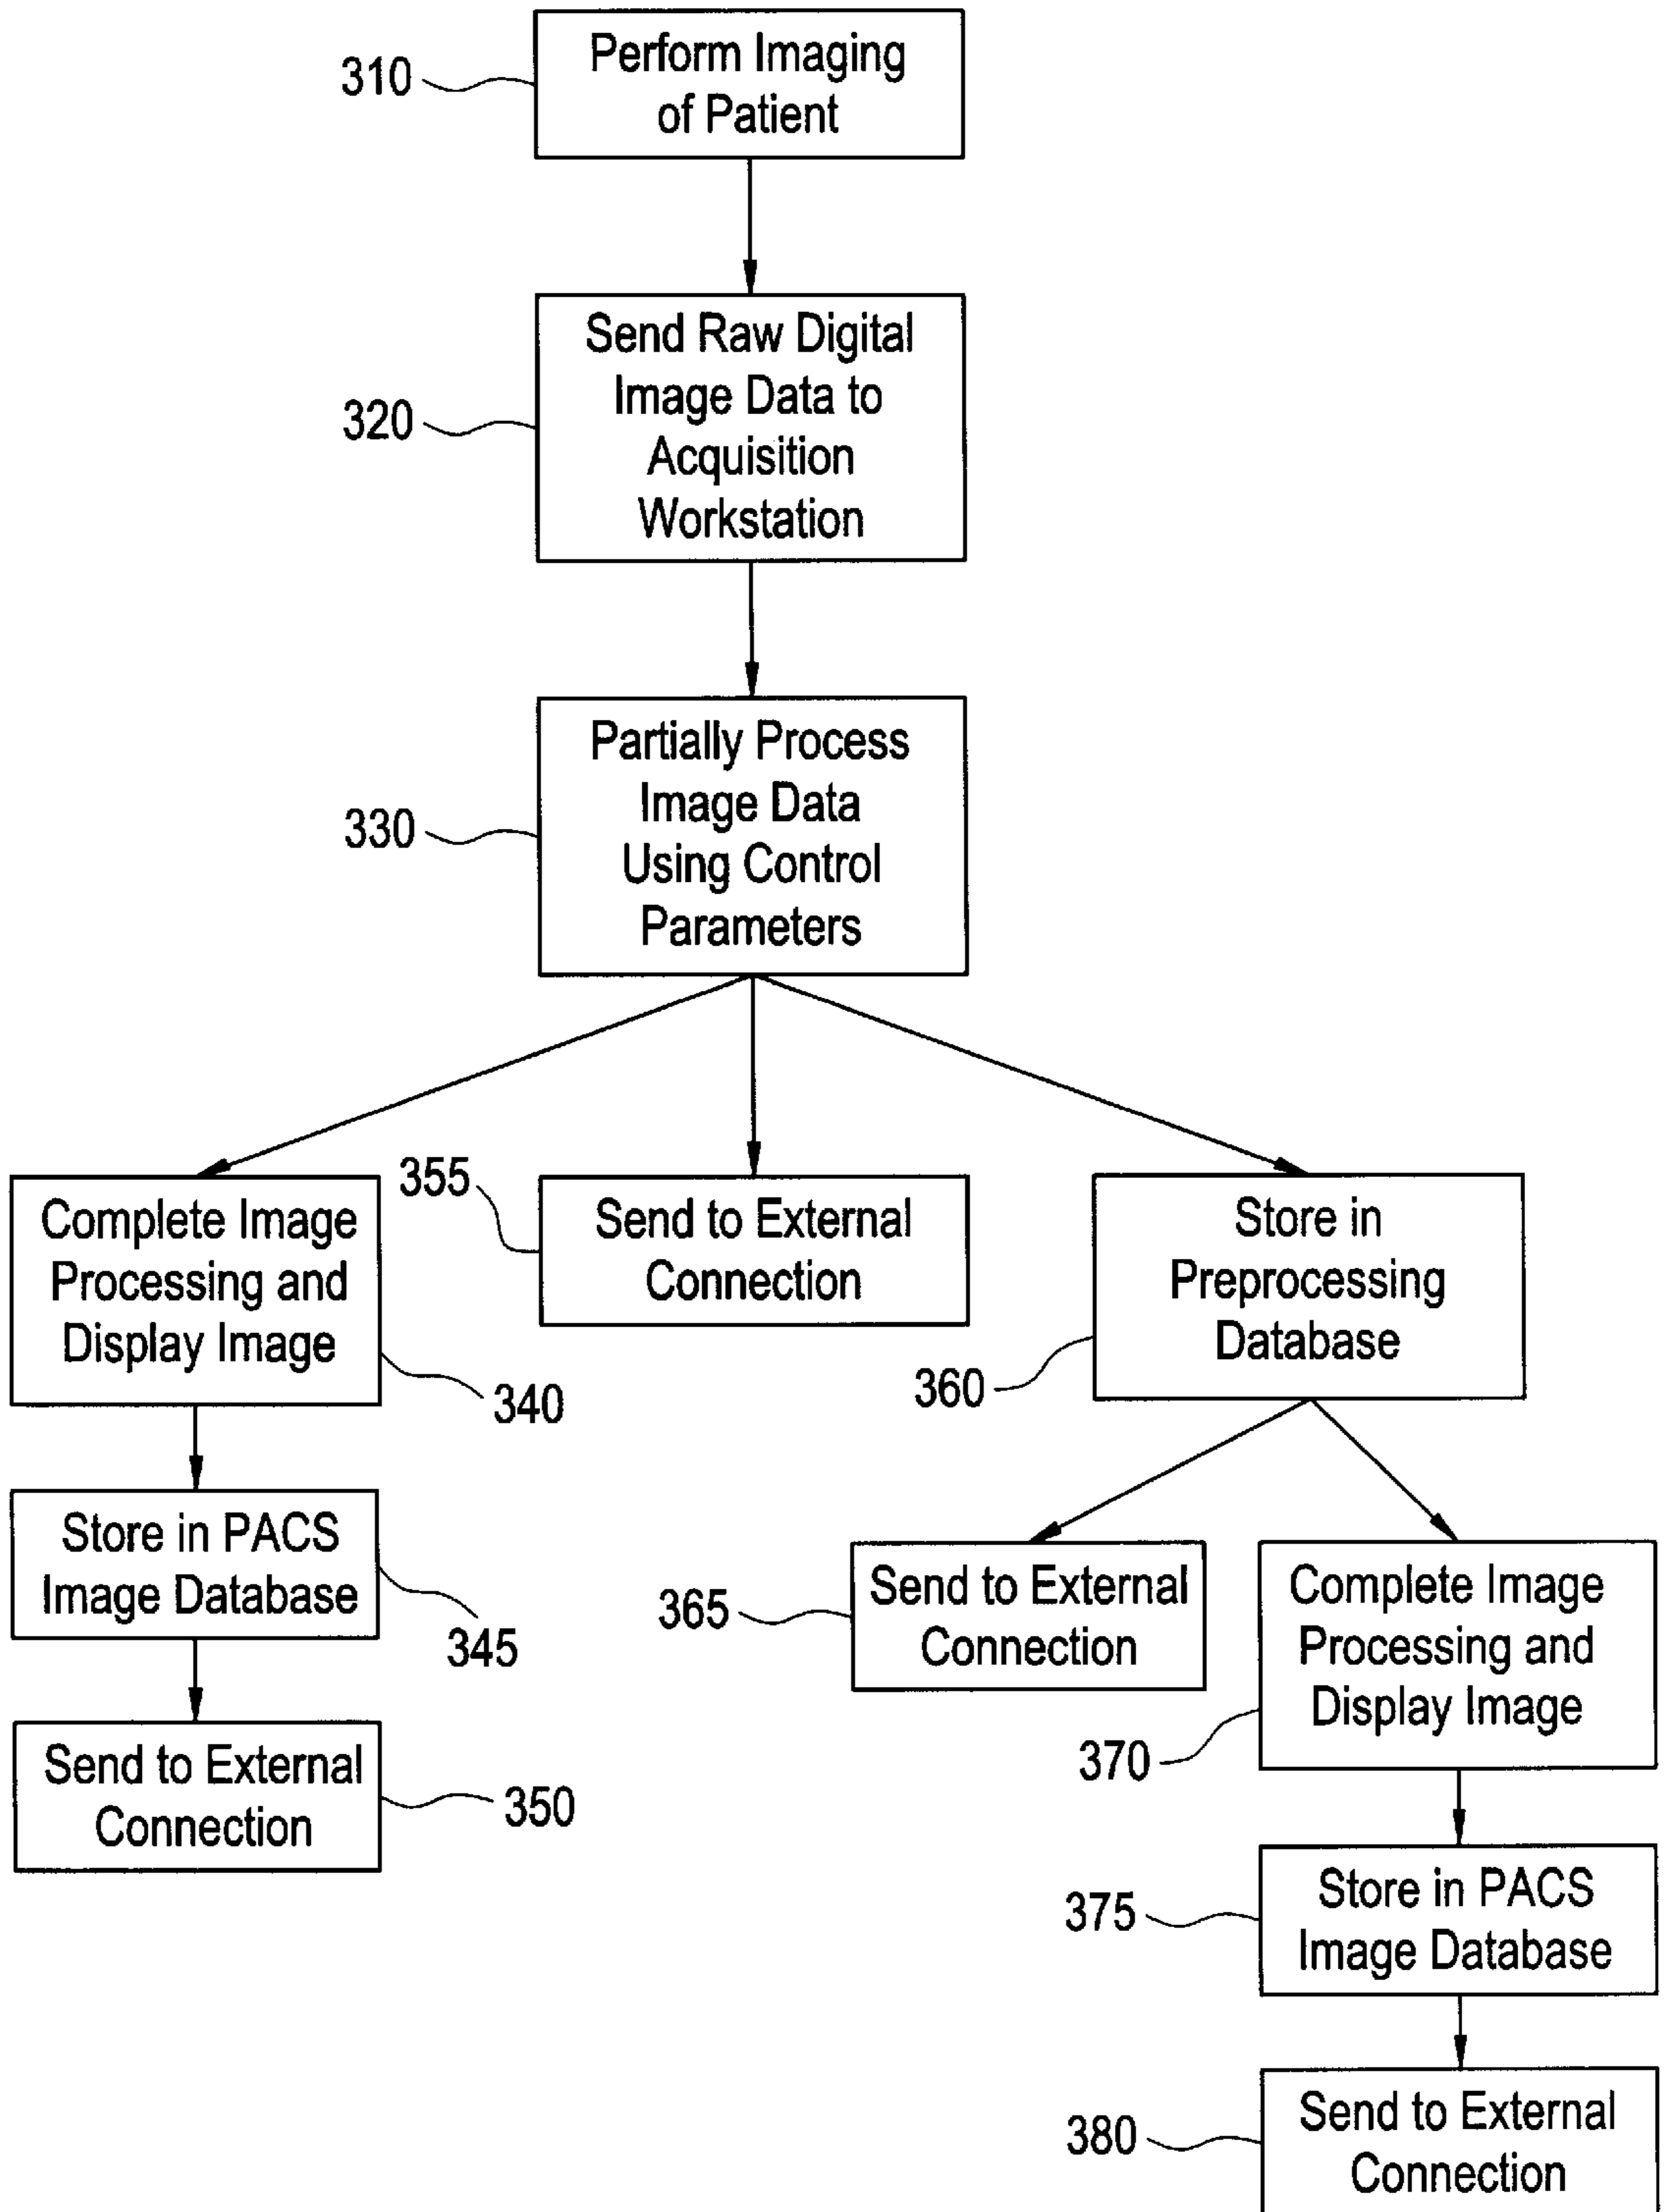 310
Perform Imaging
of Patient
320
Send Raw Digital
Image Data to
Acquisition
Workstation
330
Partially Process
Image Data
Using Control
Parameters
Complete Image
Processing and
Display Image
340
355
Send to External
Connection
Store in
Preprocessing
Database
360
Store in PACS
Image Database
345
Send to External
Connection
350
365
Send to External
Connection
Complete Image
Processing and
Display Image
370
375
Store in PACS
Image Database
380
Send to External
Connection